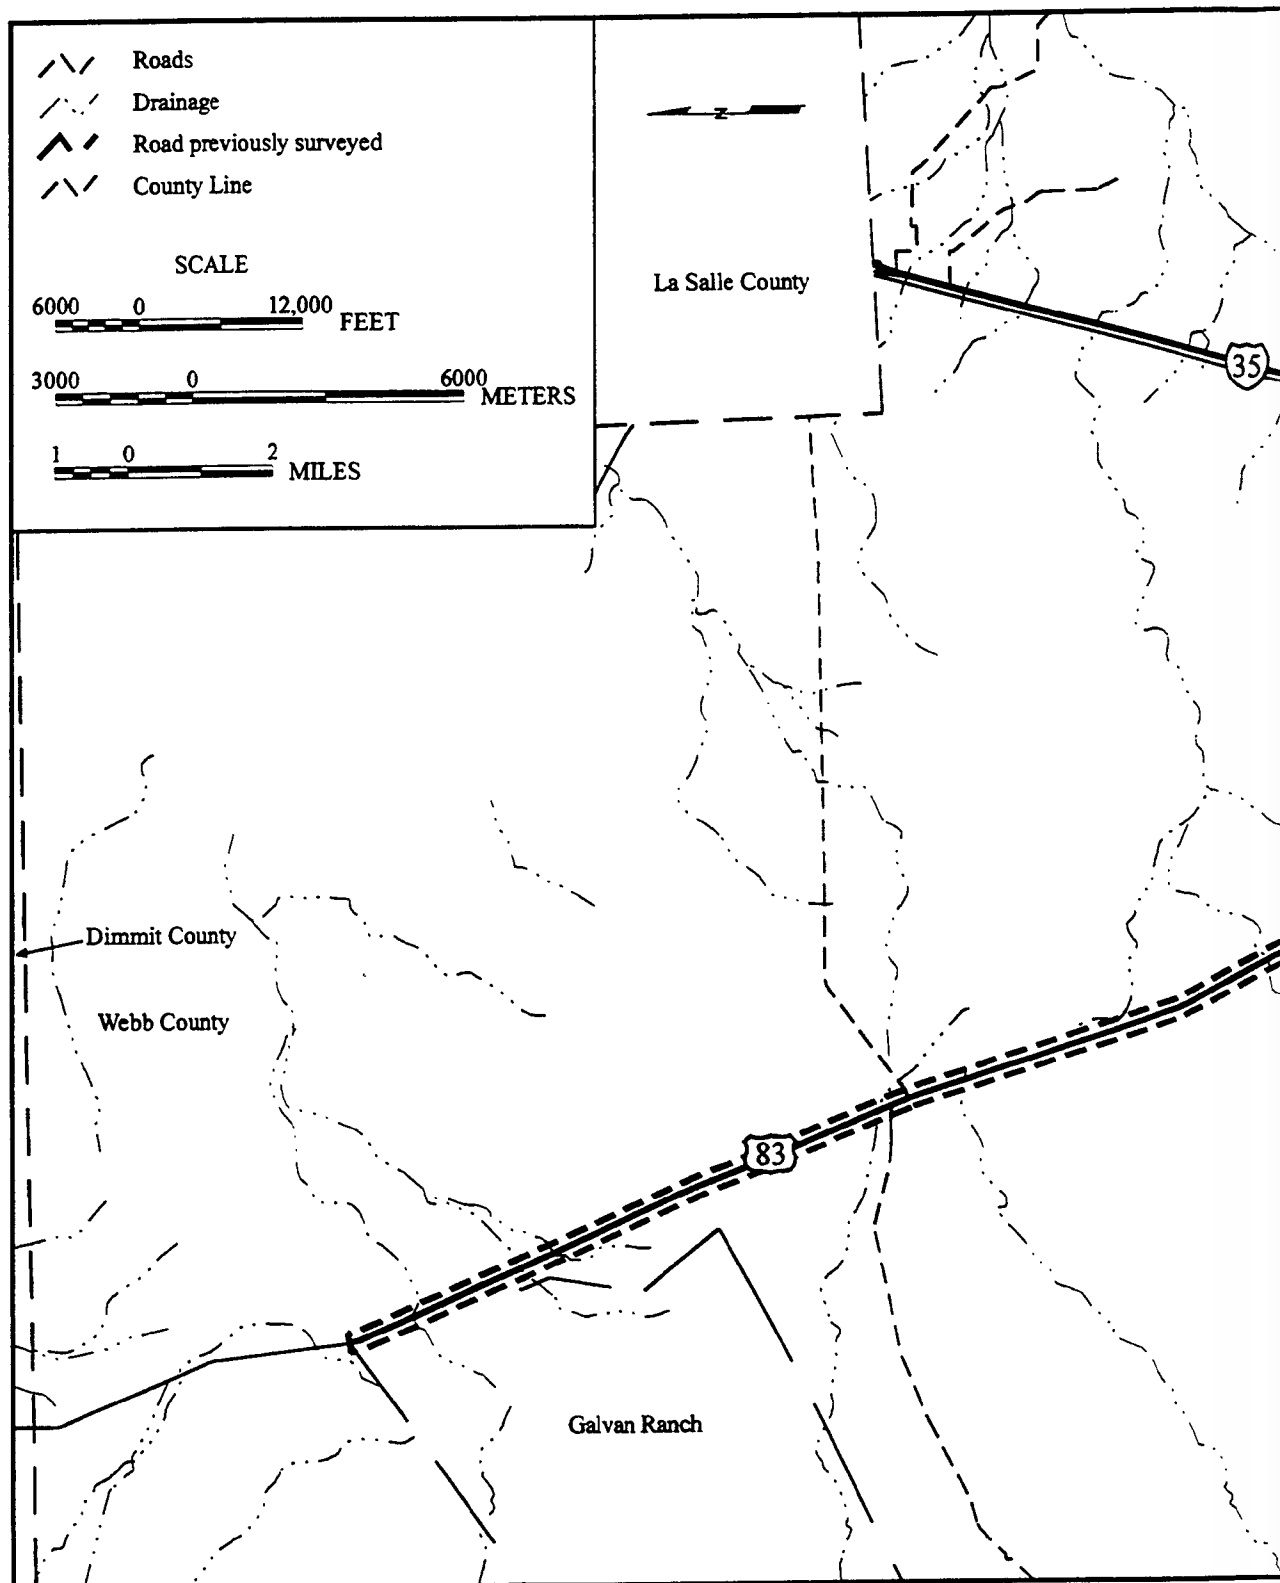 Roads
Drainage
Road previously surveyed
County Line
SCALE
6000 0 12,000
FEET
3000 0 6000
METERS
1 0 2
MILES
N
La Salle County
35
Dimmit County
Webb County
83
Galvan Ranch